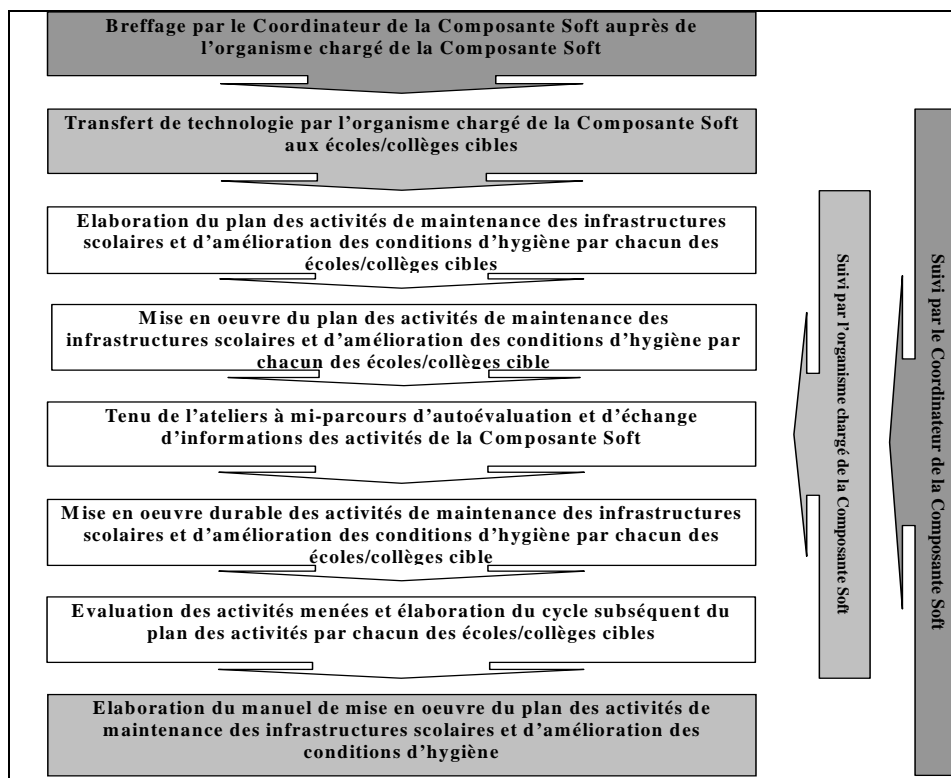 Breffage par le Coordinateur de la Composante Soft auprès de
l'organisme chargé de la Composante Soft
Transfert de technologie par l'organisme chargé de la Composante Soft
aux écoles/collèges cibles
Elaboration du plan des activités de maintenance des infrastructures
scolaires et d'amélioration des conditions d'hygiène par chacun des
écoles/collèges cibles
Mise en oeuvre du plan des activités de maintenance des
infrastructures scolaires et d'amélioration des conditions d'hygiène par
chacun des écoles/collèges cible
Tenu de l'ateliers à mi-parcours d'autoévaluation et d'échange
d'informations des activités de la Composante Soft
Mise en oeuvre durable des activités de maintenance des infrastructures
scolaires et d'amélioration des conditions d'hygiène par chacun des
écoles/collèges cible
Evaluation des activités menées et élaboration du cycle subséquent du
plan des activités par chacun des écoles/collèges cibles
Elaboration du manuel de mise en oeuvre du plan des activités de
maintenance des infrastructures scolaires et d'amélioration des
conditions d'hygiène
Suivi par l'organisme chargé de la Composante Soft
Suivi par le Coordinateur de la Composante Soft